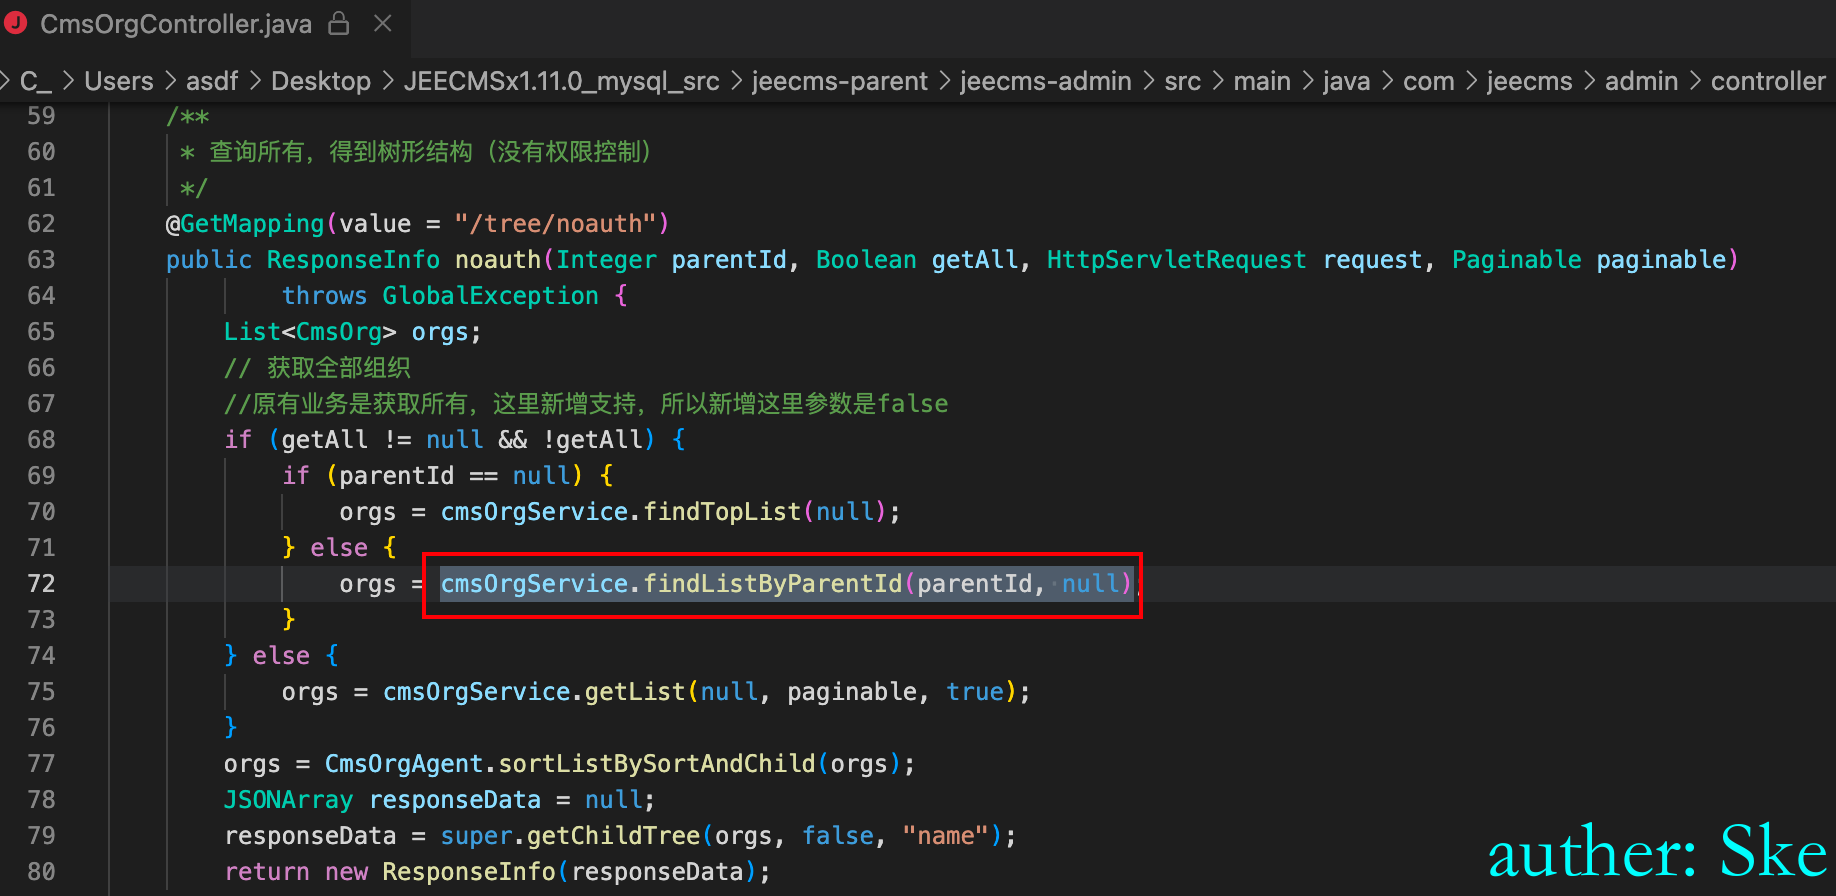 CmsOrgController.java
C_ > Users > asdf > Desktop > JEECMSx1.11.0_mysql_src > jeecms-parent > jeecms-admin > src > main > java > com > jeecms > admin > controller
59 /**
60 * 查询所有，得到树形结构（没有权限控制）
61 */
62 @GetMapping(value = "/tree/noauth")
63 public ResponseInfo noauth(Integer parentId, Boolean getAll, HttpServletRequest request, Paginable paginable)
64 throws GlobalException {
65 List<CmsOrg> orgs;
66 // 获取全部组织
67 //原有业务是获取所有，这里新增支持，所以新增这里参数是false
68 if (getAll != null && !getAll) {
69 if (parentId == null) {
70 orgs = cmsOrgService.findTopList(null);
71 } else {
72 orgs = cmsOrgService.findListByParentId(parentId, null);
73 }
74 } else {
75 orgs = cmsOrgService.getList(null, paginable, true);
76 }
77 orgs = CmsOrgAgent.sortListBySortAndChild(orgs);
78 JSONArray responseData = null;
79 responseData = super.getChildTree(orgs, false, "name");
80 return new ResponseInfo(responseData);
auther: Ske